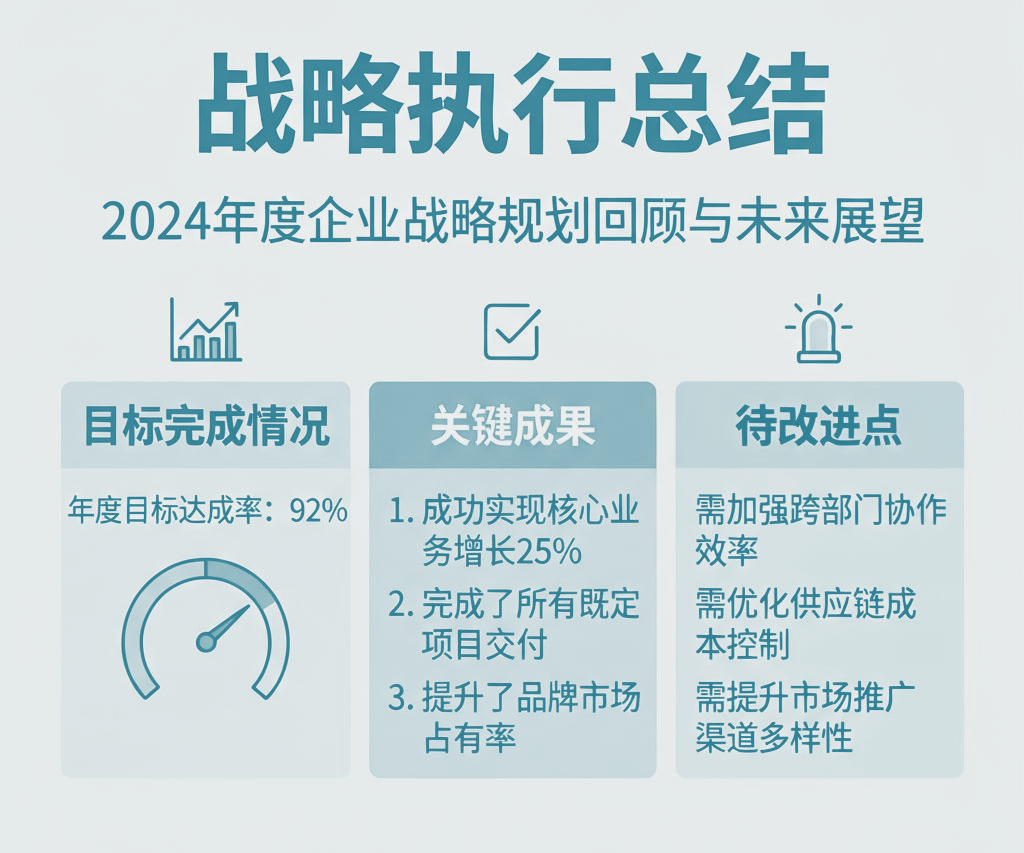 战略执行总结
2024年度企业战略规划回顾与未来展望
目标完成情况
年度目标达成率：92%
关键成果
1. 成功实现核心业
务增长25%
2. 完成了所有既定
项目交付
3. 提升了品牌市场
占有率
待改进点
需加强跨部门协作
效率
需优化供应链成
本控制
需提升市场推广
渠道多样性